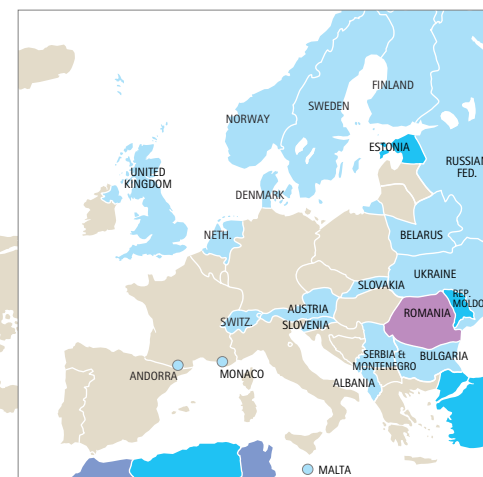 FINLAND
SWEDEN
NORWAY
ESTONIA
RUSSIAN
FED.
UNITED
KINGDOM
DENMARK
NETH.
BELARUS
UKRAINE
SLOVAKIA
REP.
MOLDO
AUSTRIA
ROMANIA
SWITZ.
SLOVENIA
SERBIA &
MONTENEGRO
BULGARIA
ANDORRA
MONACO
ALBANIA
MALTA